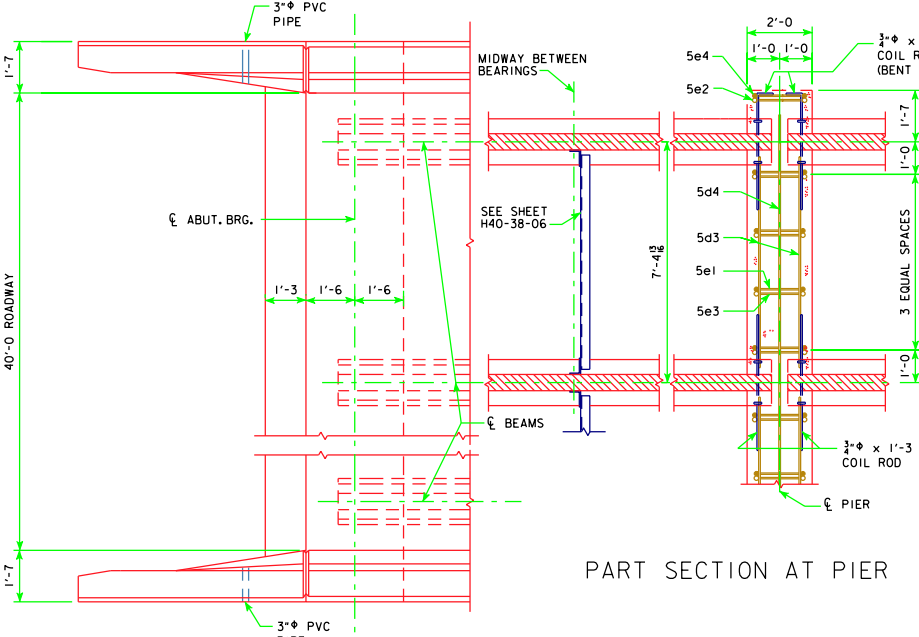 3"φ PVC
PIPE
1'-7
40'-0 ROADWAY
1'-7
℄ ABUT. BRG.
1'-3
1'-6
1'-6
3"φ PVC
MIDWAY BETWEEN
BEARINGS
SEE SHEET
H40-38-06
7'-4 13/16
℄ BEAMS
2'-0
1'-0
1'-0
3/4"φ x
COIL R
(BENT
5e4
5e2
5d4
5d3
5e1
5e3
1'-7
1'-0
3 EQUAL SPACES
1'-0
3/4"φ x 1'-3
COIL ROD
℄ PIER
PART SECTION AT PIER